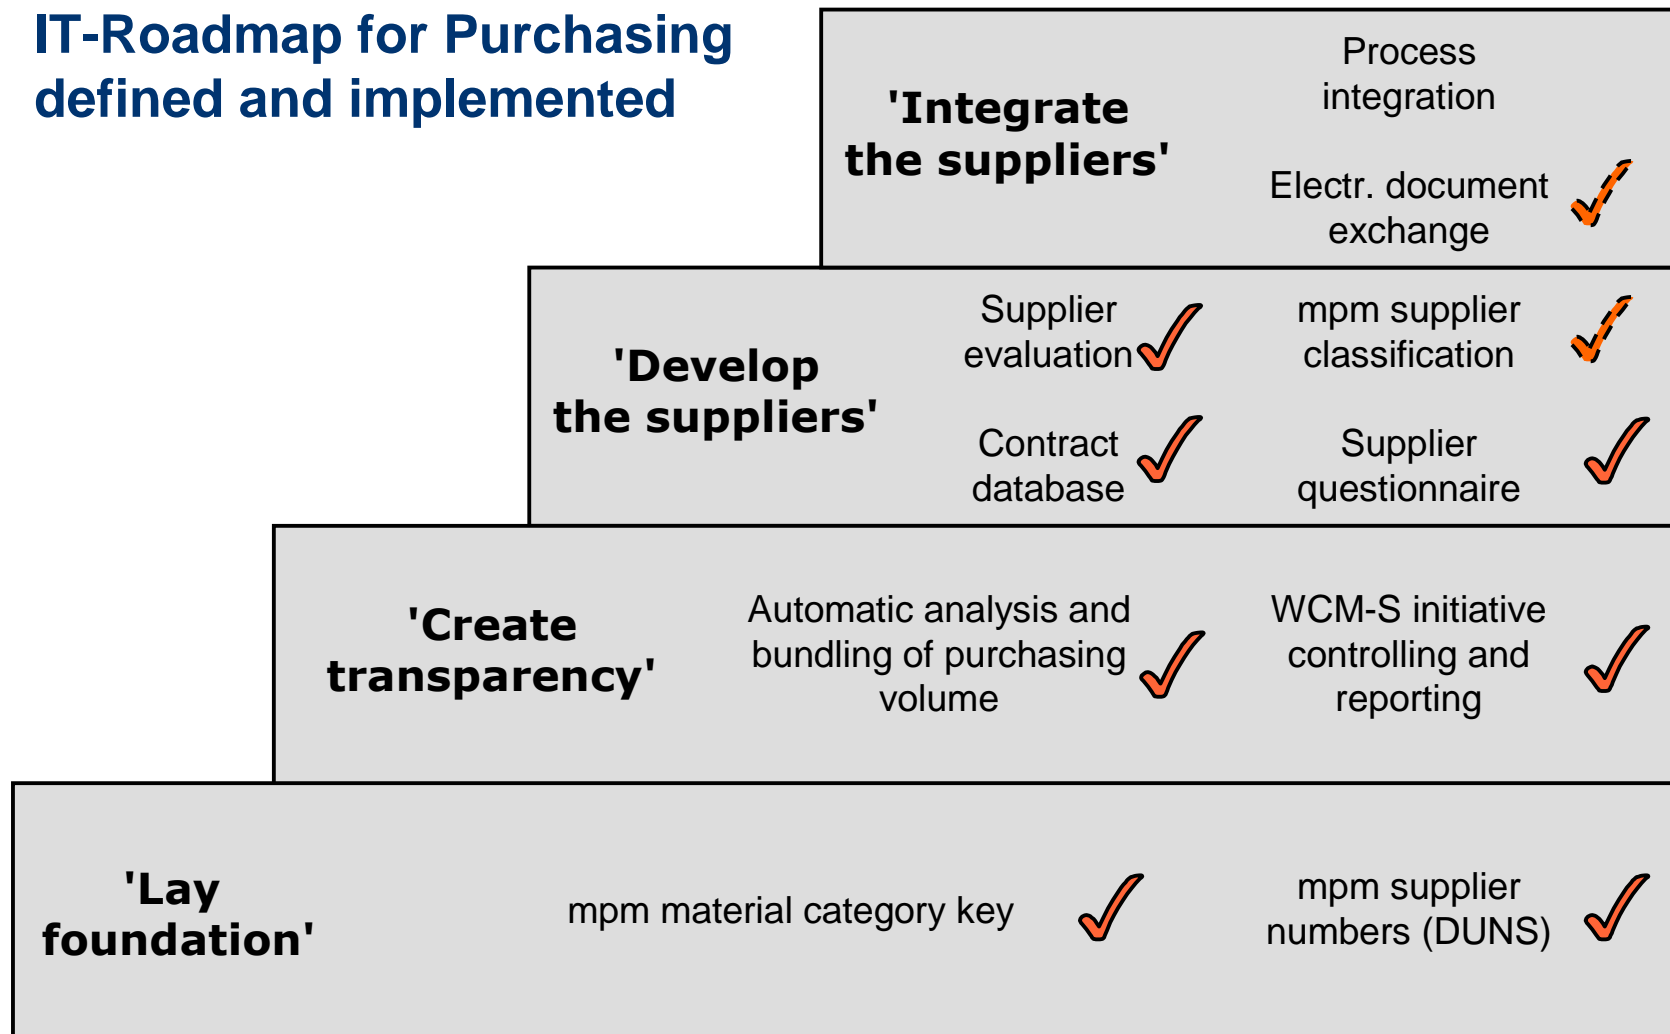 IT-Roadmap for Purchasing
defined and implemented
'Integrate
the suppliers'
Process
integration
Electr. document
exchange
'Develop
the suppliers'
Supplier
evaluation
mpm supplier
classification
Contract
database
Supplier
questionnaire
'Create
transparency'
Automatic analysis and
bundling of purchasing
volume
WCM-S initiative
controlling and
reporting
'Lay
foundation'
mpm material category key
mpm supplier
numbers (DUNS)